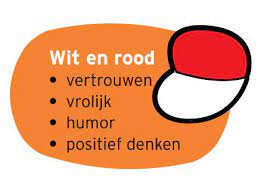 Wit en rood
• vertrouwen
• vrolijk
• humor
• positief denken